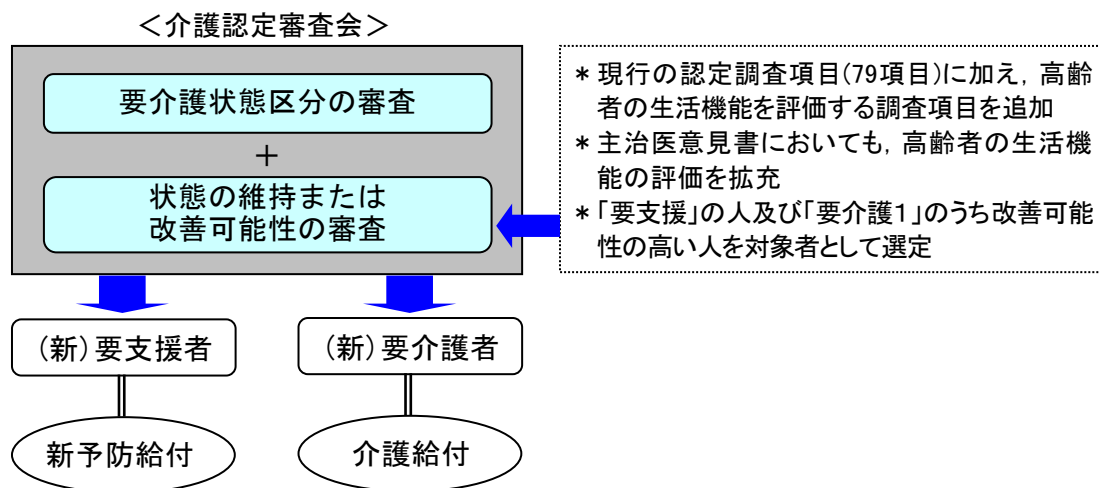 ＜介護認定審査会＞
要介護状態区分の審査
＋
状態の維持または
改善可能性の審査
＊現行の認定調査項目(79項目)に加え，高齢
者の生活機能を評価する調査項目を追加
＊主治医意見書においても，高齢者の生活機
能の評価を拡充
＊「要支援」の人及び「要介護１」のうち改善可能
性の高い人を対象者として選定
(新)要支援者
(新)要介護者
新予防給付
介護給付